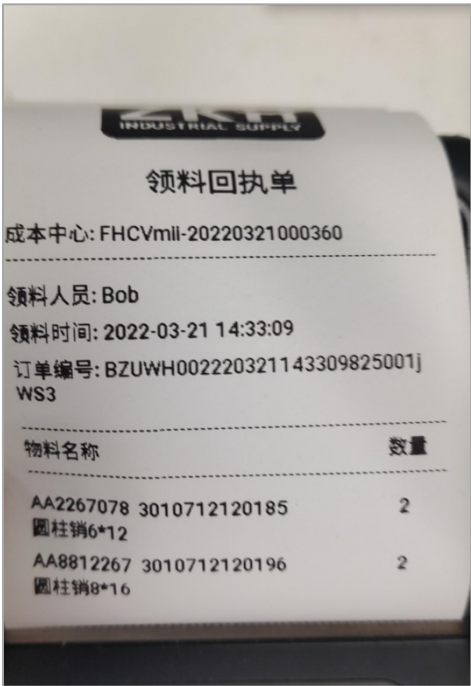 ZKH
INDUSTRIAL SUPPLY
领料回执单
成本中心: FHCVmii-20220321000360
领料人员: Bob
领料时间: 2022-03-21 14:33:09
订单编号: BZUWH002220321143309825001j
WS3
物料名称 数量
AA2267078 3010712120185 2
圆柱销6*12
AA8812267 3010712120196 2
圆柱销8*16